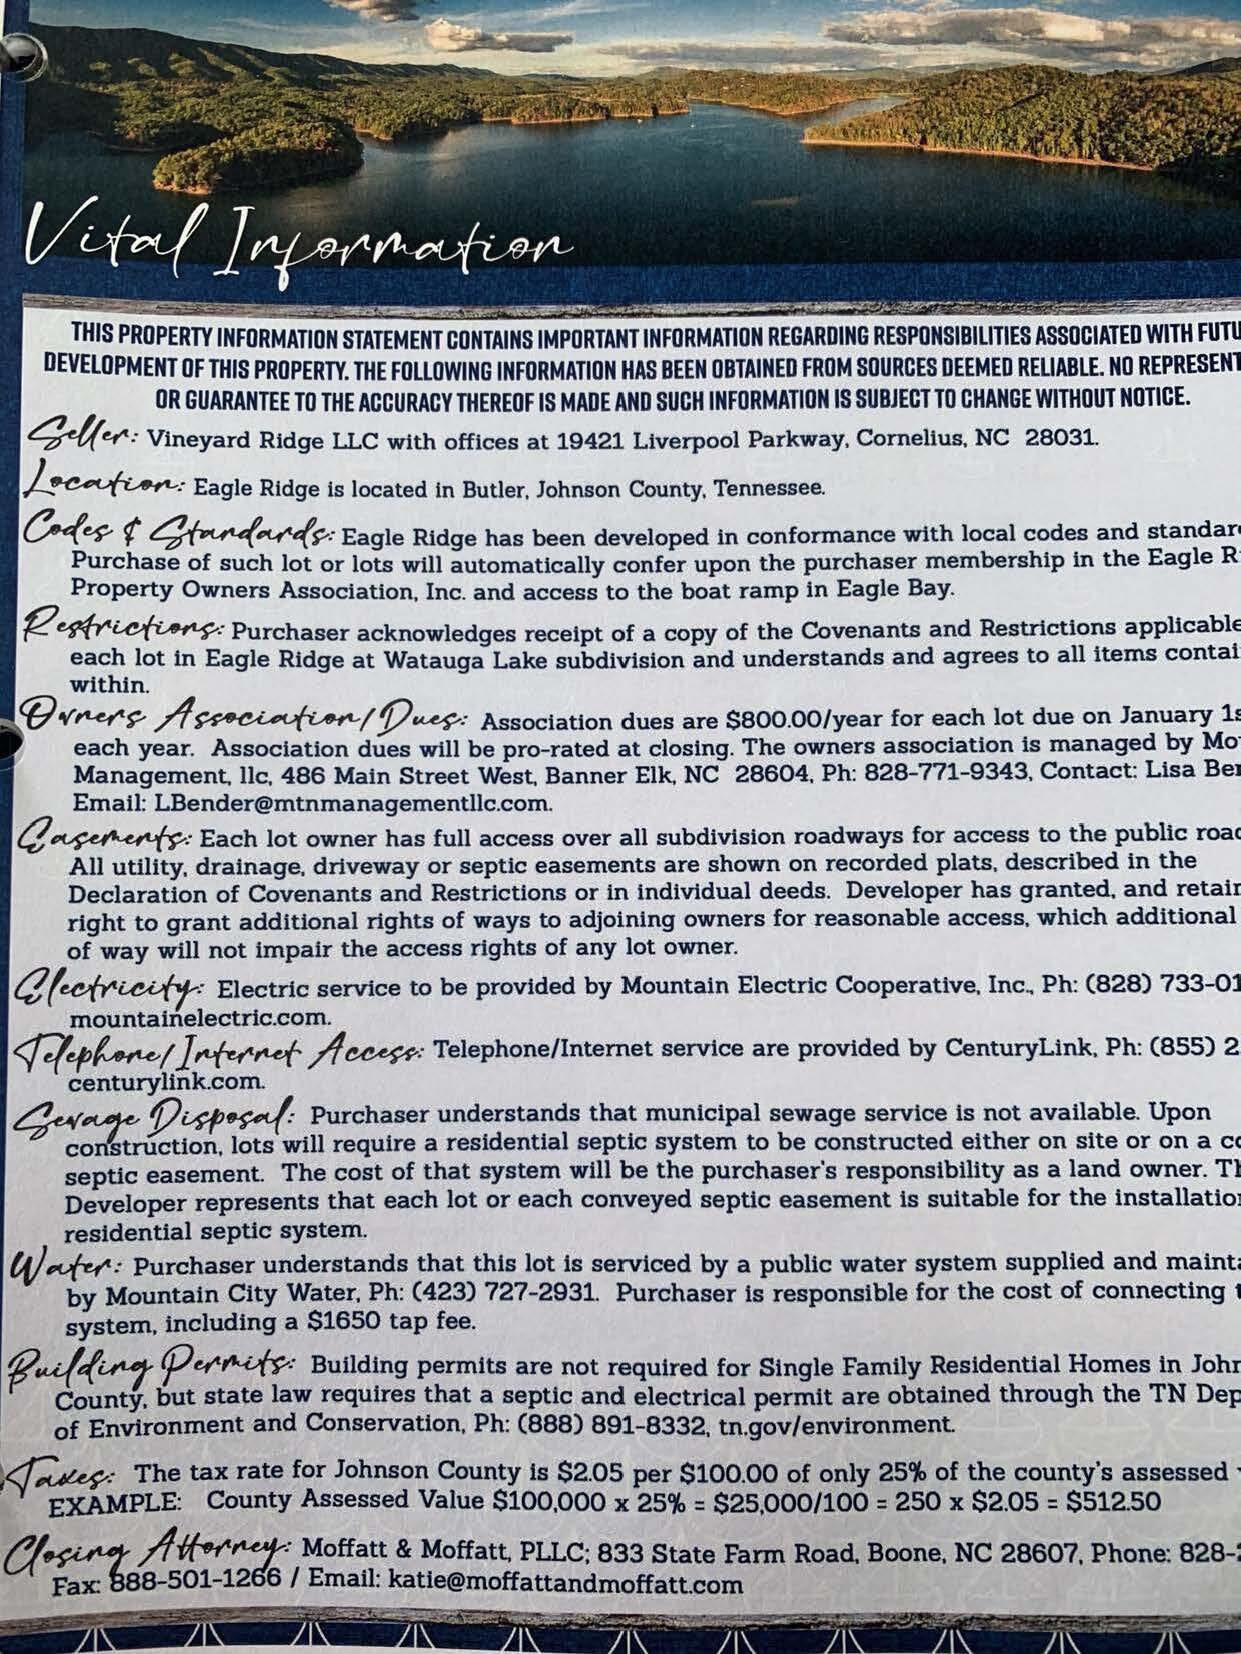 Vital Information
THIS PROPERTY INFORMATION STATEMENT CONTAINS IMPORTANT INFORMATION REGARDING RESPONSIBILITIES ASSOCIATED WITH
DEVELOPMENT OF THIS PROPERTY. THE FOLLOWING INFORMATION HAS BEEN OBTAINED FROM SOURCES DEEMED RELIABLE. NO
OR GUARANTEE TO THE ACCURACY THEREOF IS MADE AND SUCH INFORMATION IS SUBJECT TO CHANGE WITHOUT NOTICE.
Seller: Vineyard Ridge LLC with offices at 19421 Liverpool Parkway, Cornelius, NC 28031.
Location: Eagle Ridge is located in Butler, Johnson County, Tennessee.
Codes & Standards: Eagle Ridge has been developed in conformance with local codes and
Purchase of such lot or lots will automatically confer upon the purchaser membership in the Eagle
Property Owners Association, Inc. and access to the boat ramp in Eagle Bay.
Restrictions: Purchaser acknowledges receipt of a copy of the Covenants and Restrictions applicable
each lot in Eagle Ridge at Watauga Lake subdivision and understands and agrees to all items
within.
Owners Association/Dues: Association dues are $800.00/year for each lot due on January
each year. Association dues will be pro-rated at closing. The owners association is managed by
Management, llc, 486 Main Street West, Banner Elk, NC 28604, Ph: 828-771-9343, Contact: Lisa
Email: LBender@mtnmanagementllc.com.
Easements: Each lot owner has full access over all subdivision roadways for access to the public
All utility, drainage, driveway or septic easements are shown on recorded plats, described in the
Declaration of Covenants and Restrictions or in individual deeds. Developer has granted, and
right to grant additional rights of ways to adjoining owners for reasonable access, which additional
of way will not impair the access rights of any lot owner.
Electricity: Electric service to be provided by Mountain Electric Cooperative, Inc., Ph: (828) 733-01
mountainelectric.com.
Telephone/Internet Access: Telephone/Internet service are provided by CenturyLink, Ph: (855) 2
centurylink.com.
Sewage Disposal: Purchaser understands that municipal sewage service is not available. Upon
construction, lots will require a residential septic system to be constructed either on site or on a
septic easement. The cost of that system will be the purchaser's responsibility as a land owner.
Developer represents that each lot or each conveyed septic easement is suitable for the
residential septic system.
Water: Purchaser understands that this lot is serviced by a public water system supplied and
by Mountain City Water, Ph: (423) 727-2931. Purchaser is responsible for the cost of connecting
system, including a $1650 tap fee.
Building Permits: Building permits are not required for Single Family Residential Homes in
County, but state law requires that a septic and electrical permit are obtained through the TN
of Environment and Conservation, Ph: (888) 891-8332, tn.gov/environment.
Taxes: The tax rate for Johnson County is $2.05 per $100.00 of only 25% of the county's assessed
EXAMPLE: County Assessed Value $100,000 x 25% = $25,000/100 = 250 x $2.05 = $512.50
Closing Attorney: Moffatt & Moffatt, PLLC; 833 State Farm Road, Boone, NC 28607, Phone: 828-
Fax: 888-501-1266 / Email: katie@moffattandmoffatt.com